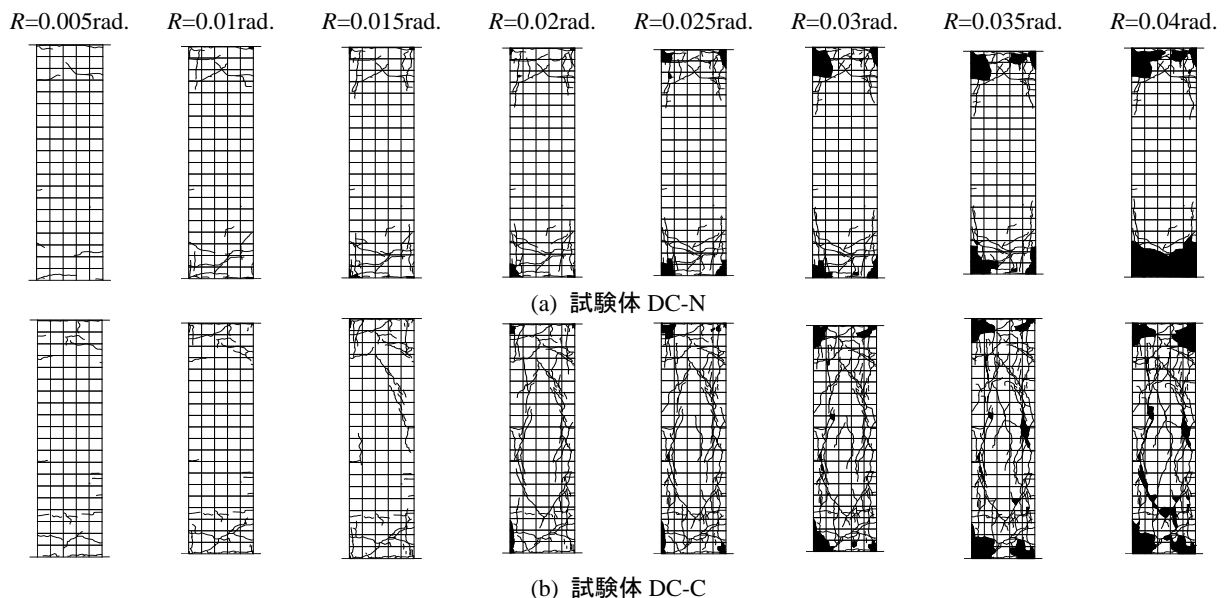 R=0.005rad. R=0.01rad. R=0.015rad. R=0.02rad. R=0.025rad. R=0.03rad. R=0.035rad. R=0.04rad.
(a) 試験体 DC-N
(b) 試験体 DC-C